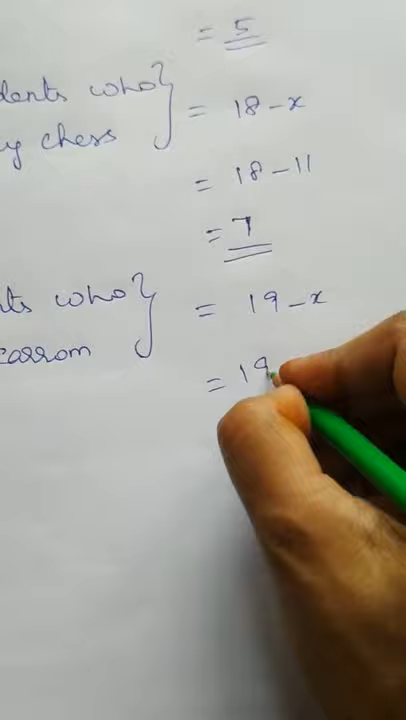 = 5
dents who } = 18 - x
y chess
= 18 - 11
= 7
ts who } = 19 - x
carrom
= 19